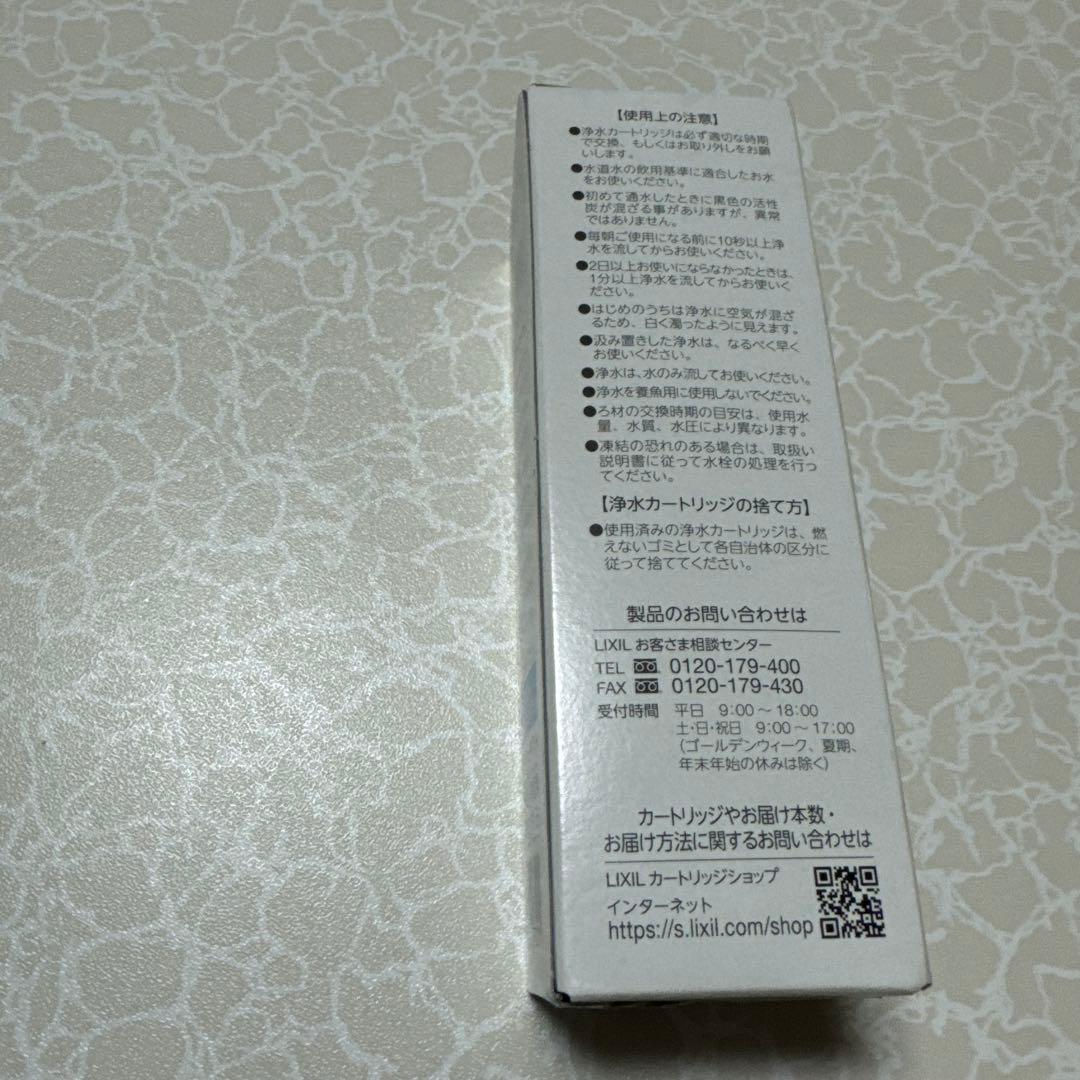 【使用上の注意】
●浄水カートリッジは必ず適切な時期
で交換、もしくはお取り外しをお願
いします。
●水道水の飲用基準に適合したお水
をお使いください。
●初めて通水したときに黒色の活性
炭が混ざる事がありますが、異常
ではありません。
●毎朝ご使用になる前に10秒以上浄
水を流してからお使いください。
●2日以上お使いにならなかったときは、
1分以上浄水を流してからお使いく
ださい。
●はじめのうちは浄水に空気が混ざ
るため、白く濁ったように見えます。
●汲み置きした浄水は、なるべく早く
お使いください。
●浄水は、水のみ流してお使いください。
●浄水を養魚用に使用しないでください。
●ろ材の交換時期の目安は、使用水
量、水質、水圧により異なります。
●凍結の恐れのある場合は、取扱い
説明書に従って水栓の処理を行っ
てください。
【浄水カートリッジの捨て方】
●使用済みの浄水カートリッジは、燃
えないゴミとして各自治体の区分に
従って捨ててください。
製品のお問い合わせは
LIXIL お客さま相談センター
TEL 0120-179-400
FAX 0120-179-430
受付時間 平日 9:00～18:00
土・日・祝日 9:00～17:00
(ゴールデンウィーク、夏期、
年末年始の休みは除く)
カートリッジやお届け本数・
お届け方法に関するお問い合わせは
LIXIL カートリッジショップ
インターネット
https://s.lixil.com/shop